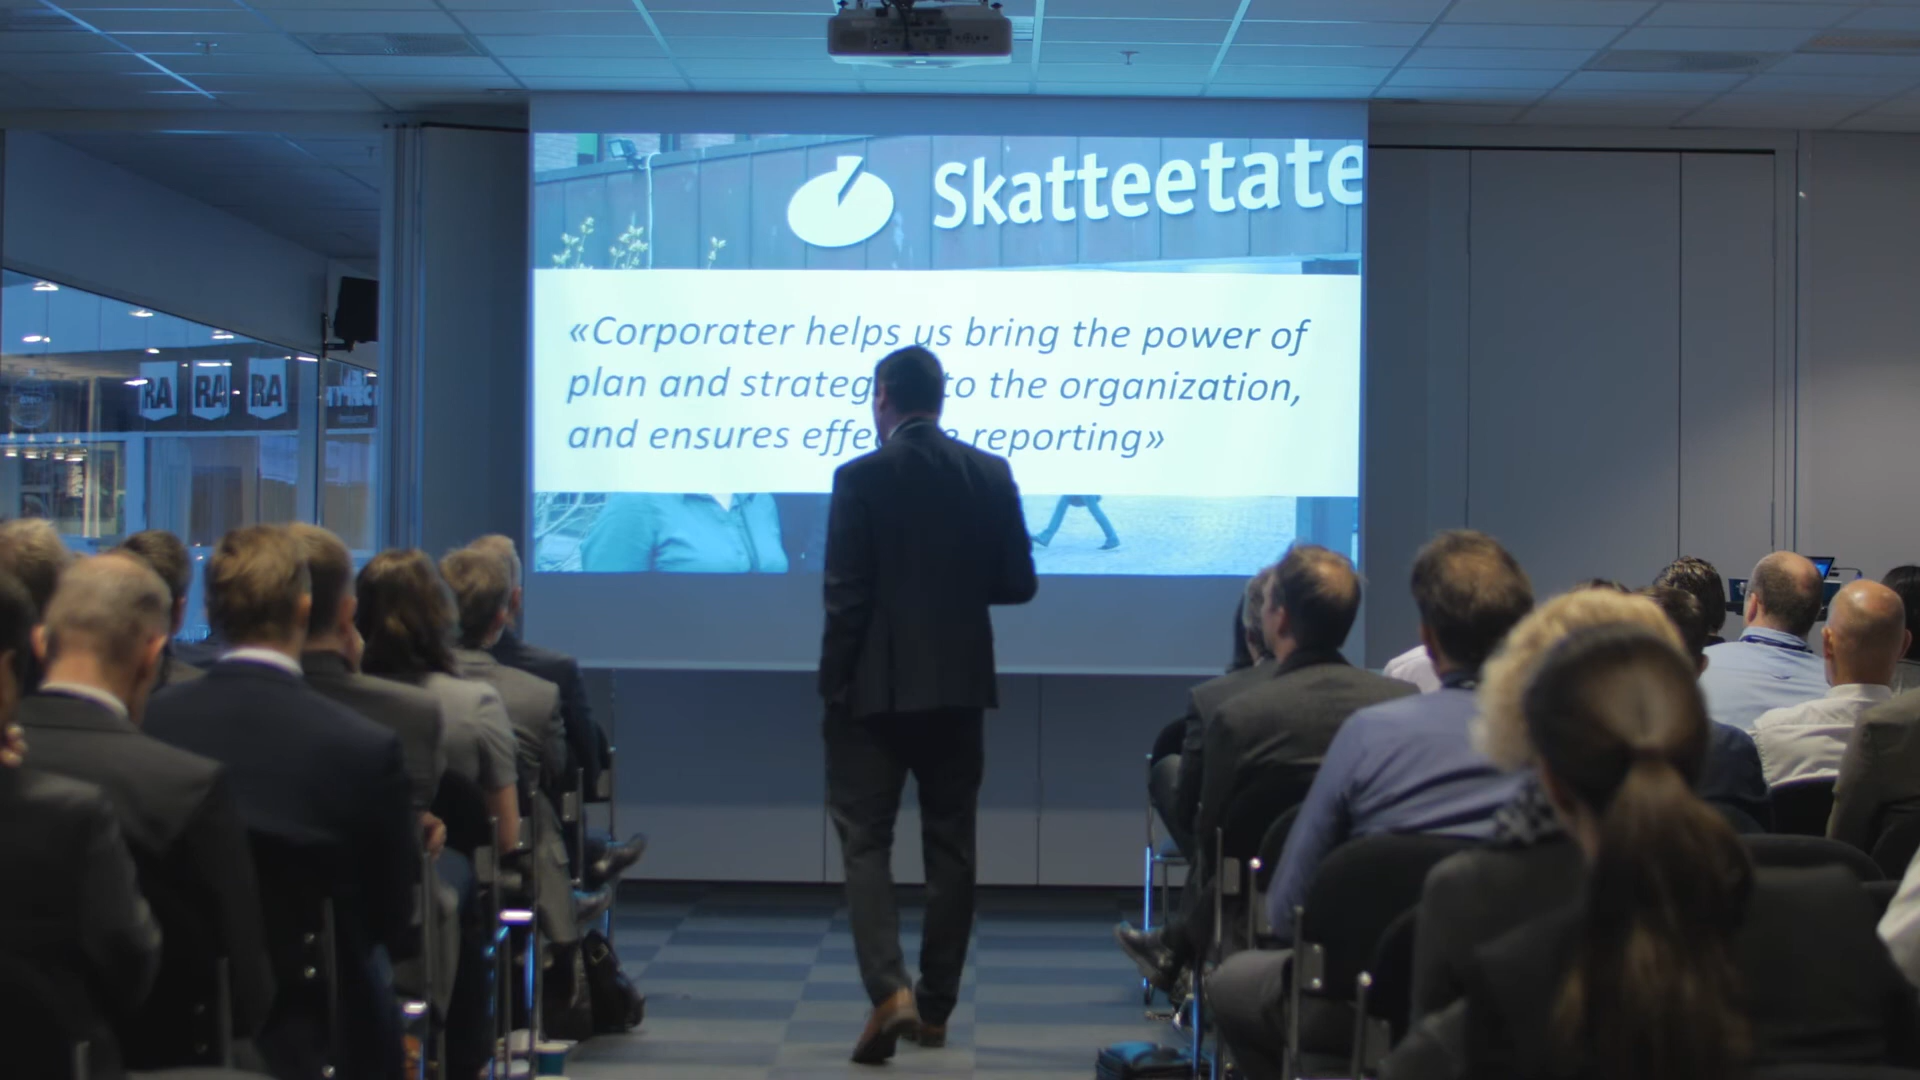 Skatteetate
«Corporater helps us bring the power of
plan and strateg to the organization,
and ensures effe e reporting»
RA RA RA